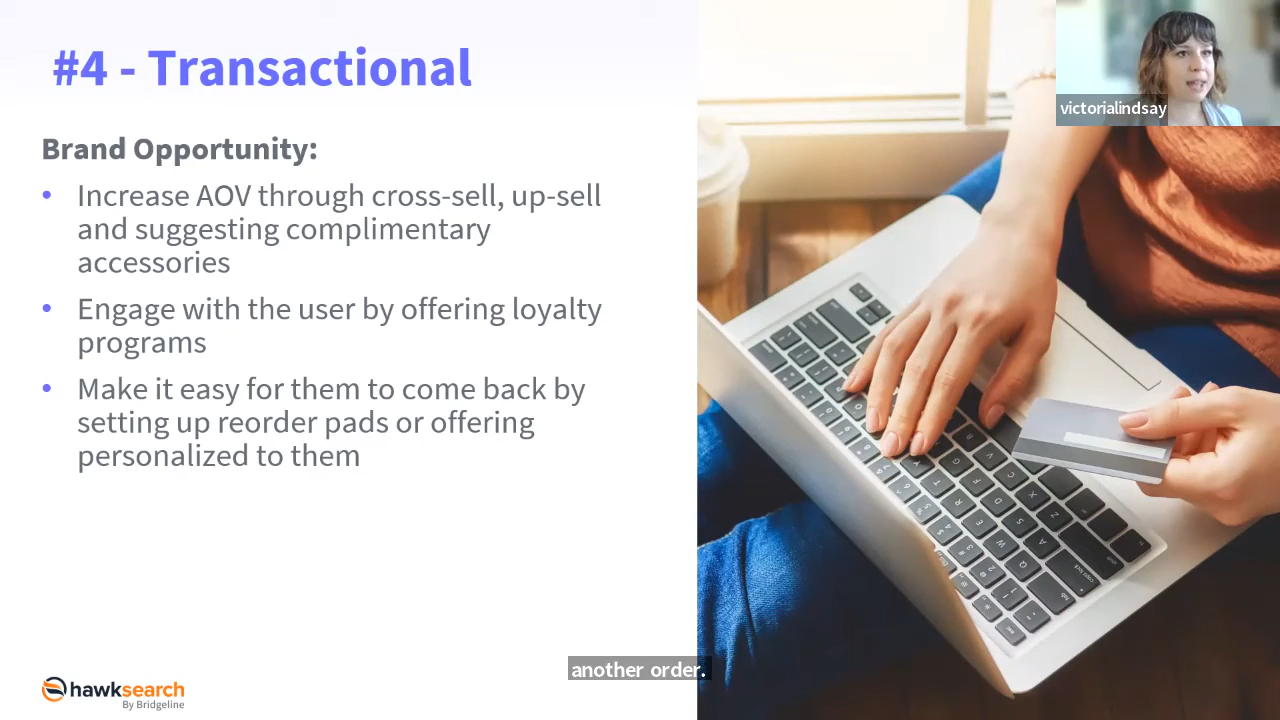 #4 - Transactional
victorialindsay
Brand Opportunity:
• Increase AOV through cross-sell, up-sell
and suggesting complimentary
accessories
• Engage with the user by offering loyalty
programs
• Make it easy for them to come back by
setting up reorder pads or offering
personalized to them
another order.
hawksearch
By Bridgeline